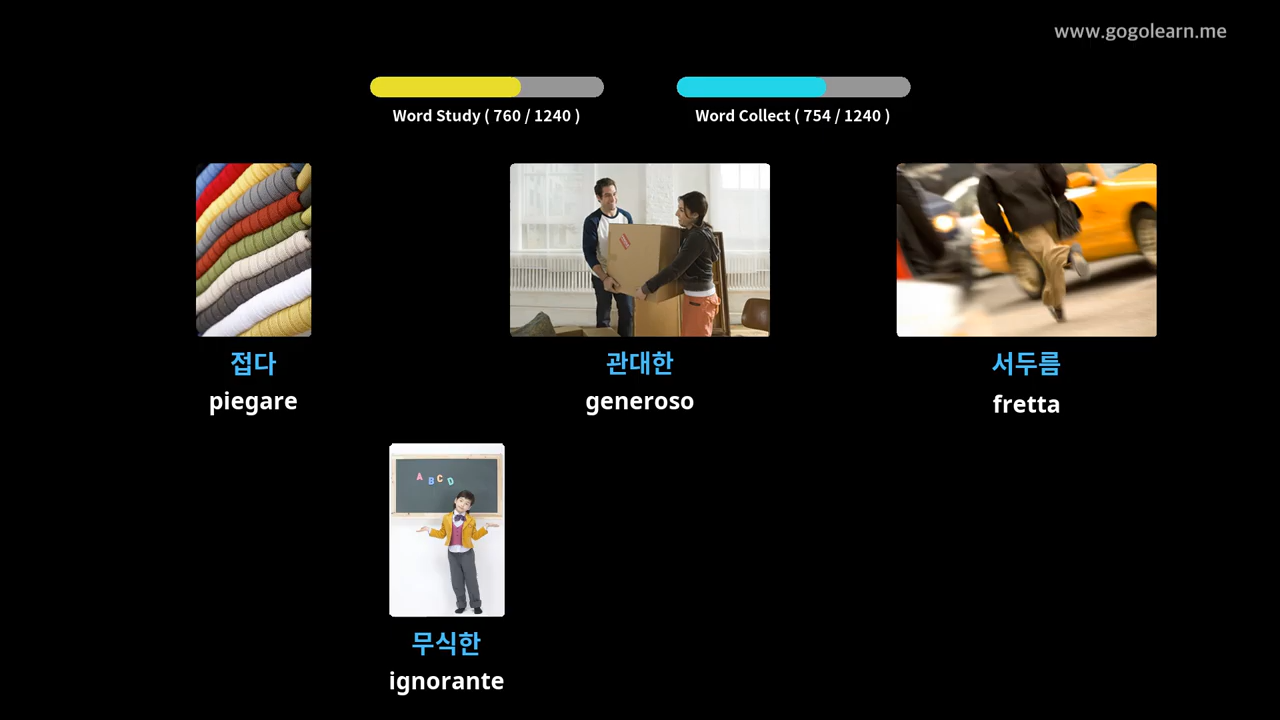 www.gogolearn.me
Word Study ( 760 / 1240 )
Word Collect ( 754 / 1240 )
접다
piegare
관대한
generoso
서두름
fretta
A B C D
무식한
ignorante